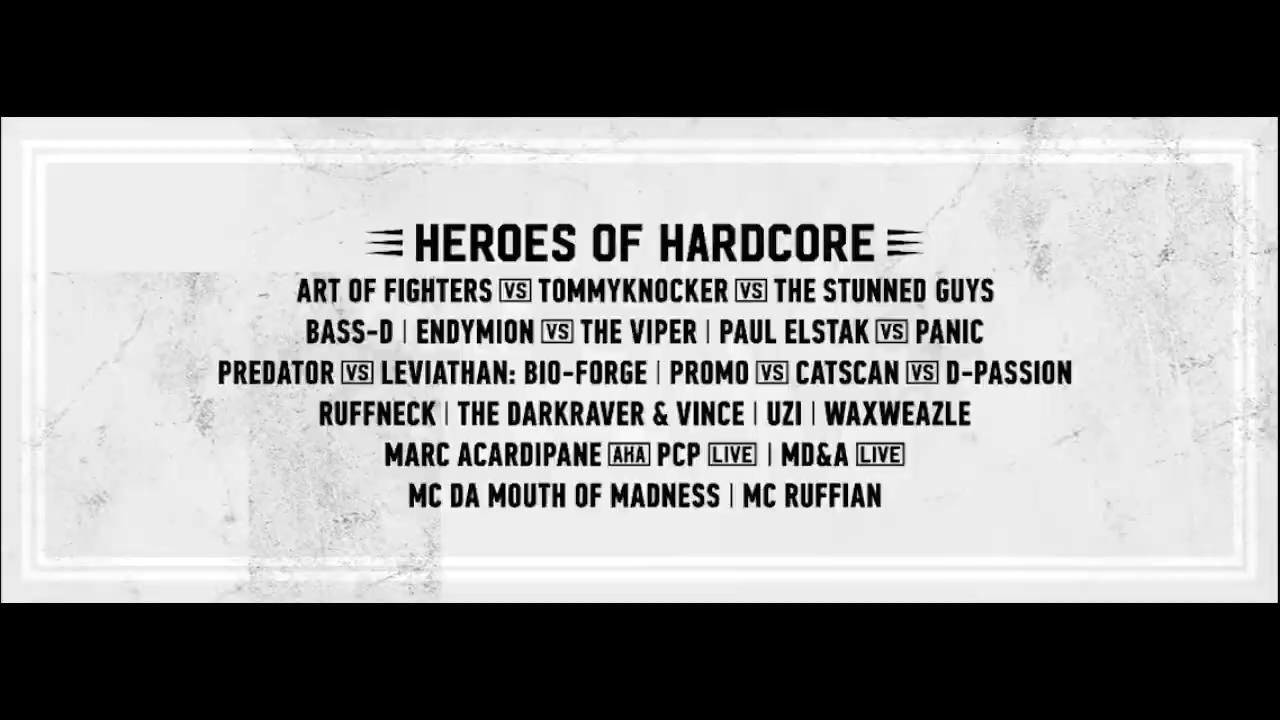 HEROES OF HARDCORE
ART OF FIGHTERS VS TOMMYKNOCKER VS THE STUNNED GUYS
BASS-D | ENDYMION VS THE VIPER | PAUL ELSTAK VS PANIC
PREDATOR VS LEVIATHAN: BIO-FORGE | PROMO VS CATSCAN VS D-PASSION
RUFFNECK | THE DARKRAVER & VINCE | UZI | WAXWEAZLE
MARC ACARDIPANE AKA PCP LIVE | MD&A LIVE
MC DA MOUTH OF MADNESS | MC RUFFIAN